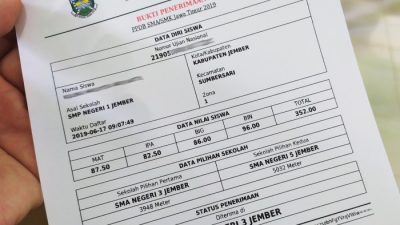 BUKTI PENERIMAAN
PPDB SMA/SMK Jawa Timur 2019
DATA DIRI SISWA
Nomor Ujian Nasional
21905
Nama Siswa
Kota/Kabupaten
KABUPATEN JEMBER
Asal Sekolah
SMP NEGERI 1 JEMBER
Kecamatan
SUMBERSARI
Waktu Daftar
2019-06-17 09:07:49
Zona
1
DATA NILAI SISWA
MAT IPA BIG BIN TOTAL
87.50 82.50 86.00 96.00 352.00
DATA PILIHAN SEKOLAH
Sekolah Pilihan Pertama
SMA NEGERI 3 JEMBER
3948 Meter
Sekolah Pilihan Kedua
SMA NEGERI 5 JEMBER
5032 Meter
STATUS PENERIMAAN
Diterima di
NEGERI 3 JEMBER